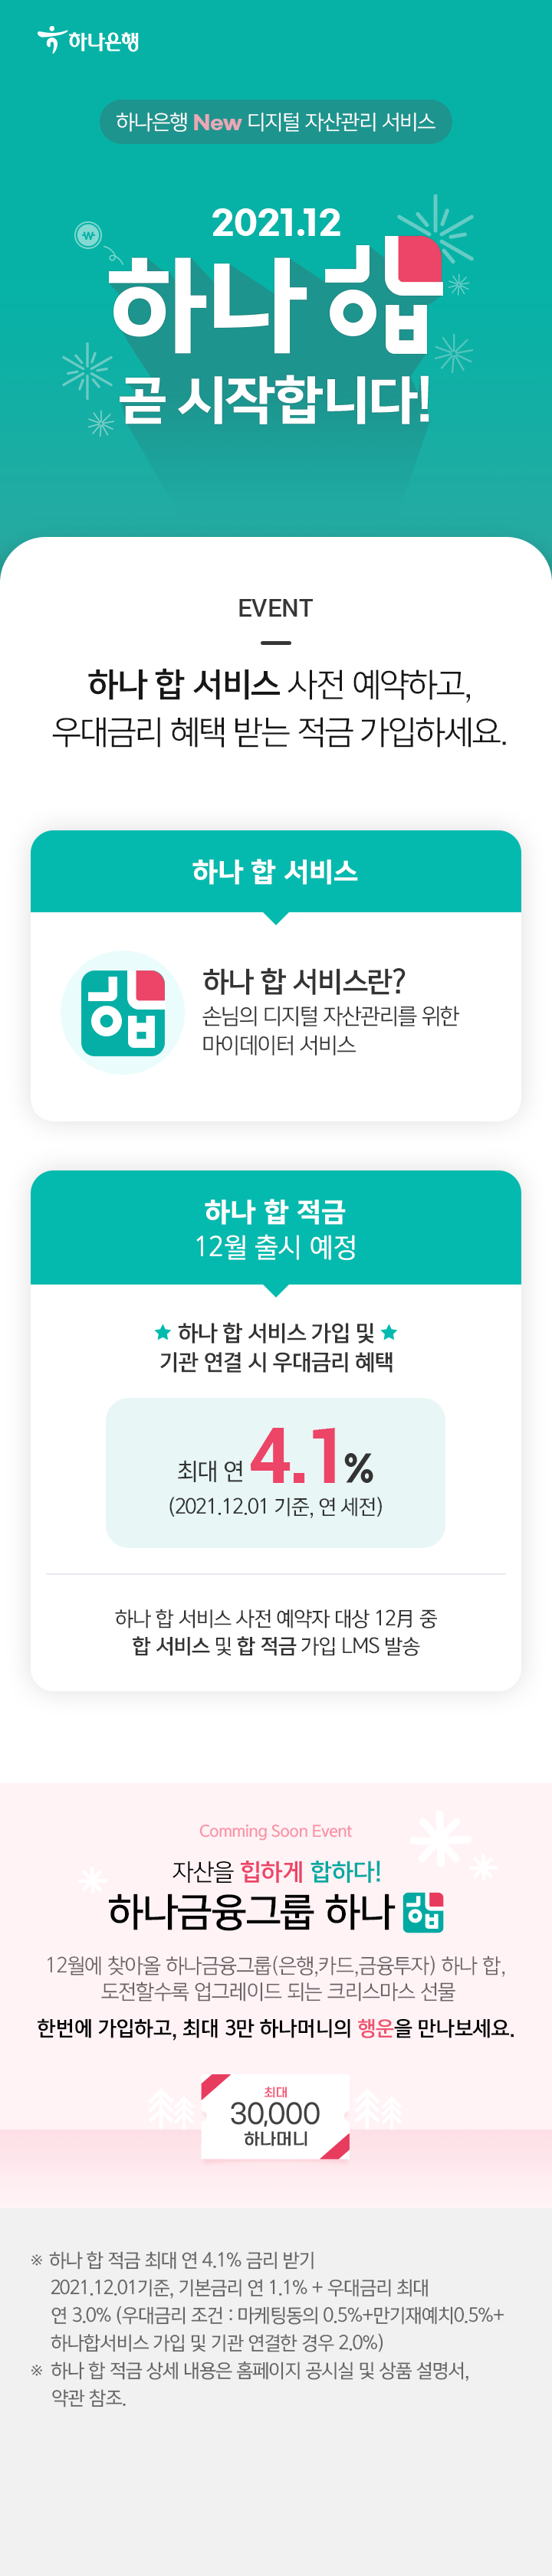 하나은행
하나은행 New 디지털 자산관리 서비스
2021.12
하나 합
곧 시작합니다!
EVENT
하나 합 서비스 사전 예약하고,
우대금리 혜택 받는 적금 가입하세요.
하나 합 서비스
합
하나 합 서비스란?
손님의 디지털 자산관리를 위한
마이데이터 서비스
하나 합 적금
12월 출시 예정
★ 하나 합 서비스 가입 및 ★
기관 연결 시 우대금리 혜택
최대 연 4.1%
(2021.12.01 기준, 연 세전)
하나 합 서비스 사전 예약자 대상 12月 중
합 서비스 및 합 적금 가입 LMS 발송
Comming Soon Event
자산을 힙하게 합하다!
하나금융그룹 하나 합
12월에 찾아올 하나금융그룹(은행,카드,금융투자) 하나 합,
도전할수록 업그레이드 되는 크리스마스 선물
한번에 가입하고, 최대 3만 하나머니의 행운을 만나보세요.
최대
30,000
하나머니
※ 하나 합 적금 최대 연 4.1% 금리 받기
2021.12.01기준, 기본금리 연 1.1% + 우대금리 최대
연 3.0% (우대금리 조건 : 마케팅동의 0.5%+만기재예치0.5%+
하나합서비스 가입 및 기관 연결한 경우 2.0%)
※ 하나 합 적금 상세 내용은 홈페이지 공시실 및 상품 설명서,
약관 참조.